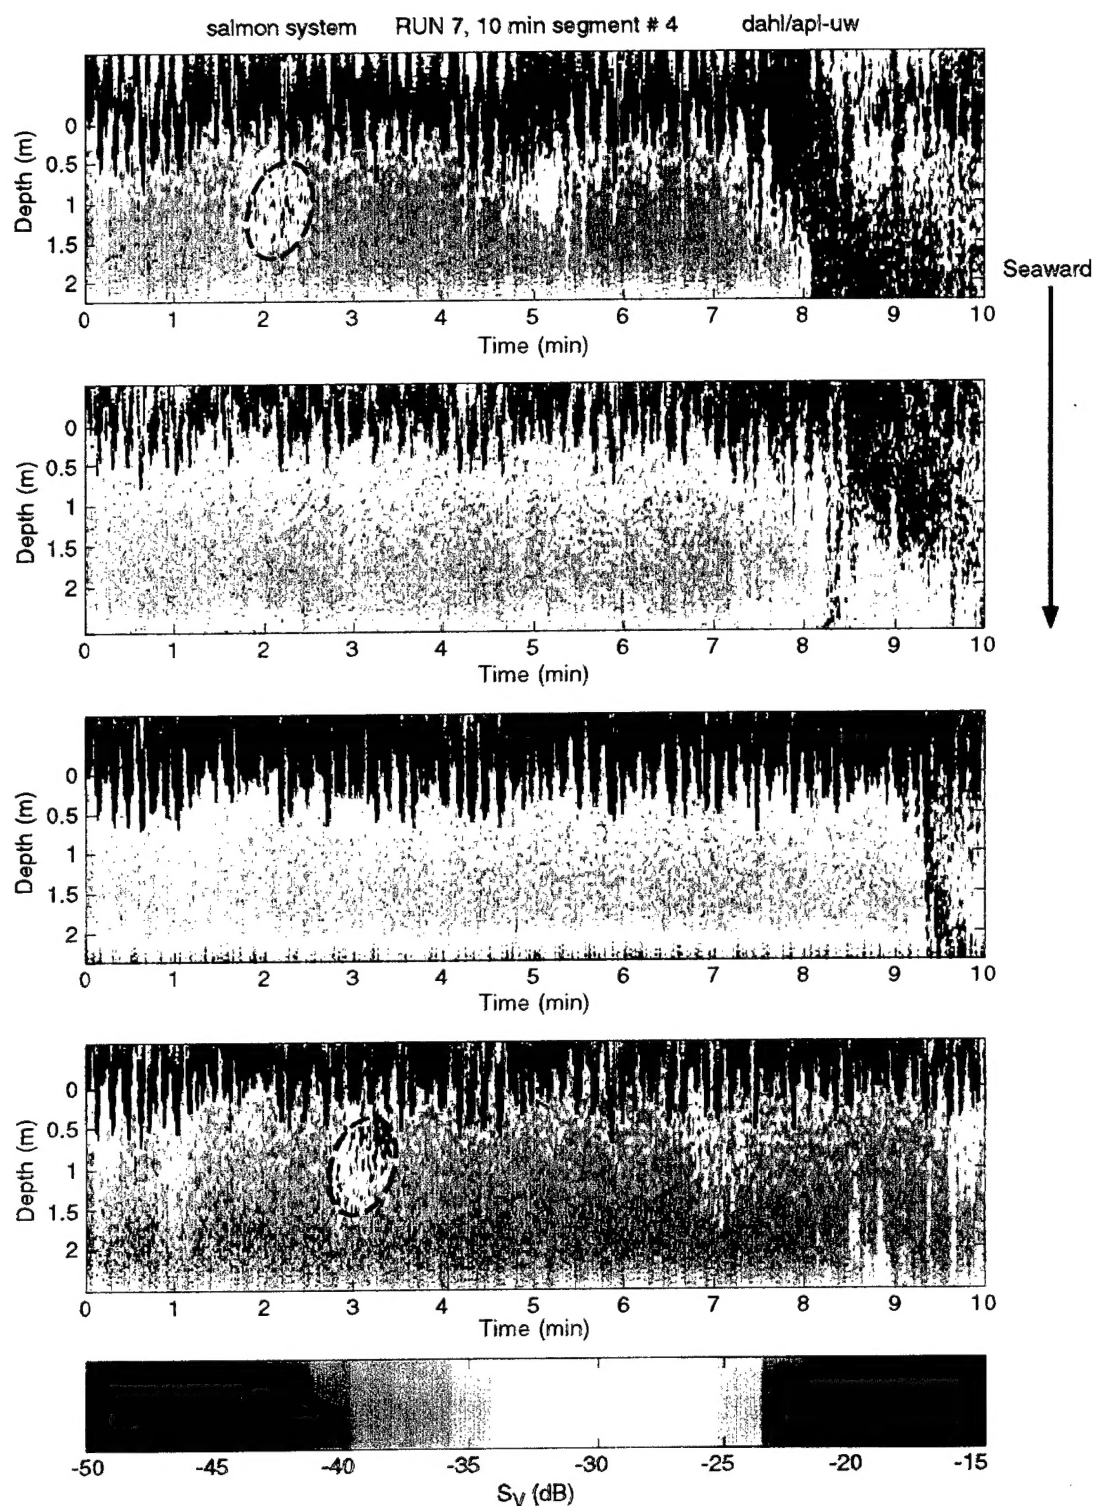 salmon system RUN 7, 10 min segment # 4 dahl/apl-uw
Depth (m)
0
0.5
1
1.5
2
0 1 2 3 4 5 6 7 8 9 10
Time (min)
Seaward
Depth (m)
0
0.5
1
1.5
2
0 1 2 3 4 5 6 7 8 9 10
Time (min)
Depth (m)
0
0.5
1
1.5
2
0 1 2 3 4 5 6 7 8 9 10
Time (min)
Depth (m)
0
0.5
1
1.5
2
0 1 2 3 4 5 6 7 8 9 10
Time (min)
-50 -45 -40 -35 -30 -25 -20 -15
SV (dB)